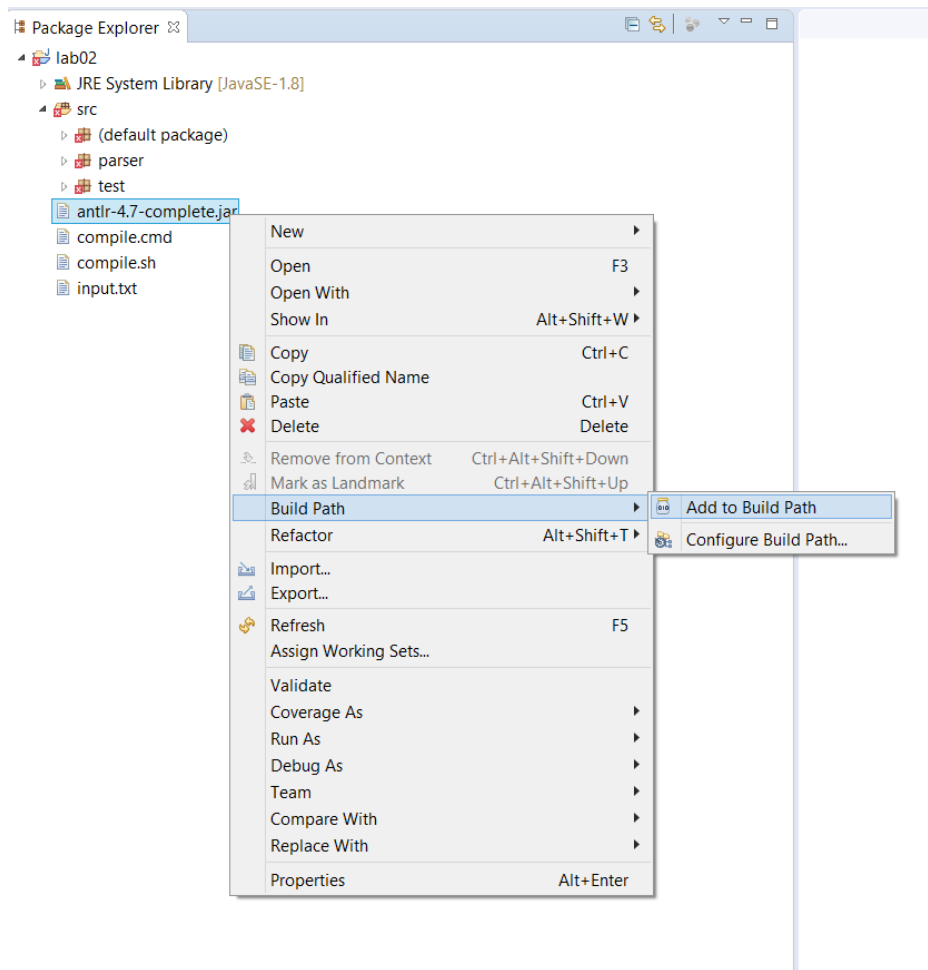 Package Explorer
lab02
JRE System Library [JavaSE-1.8]
src
(default package)
parser
test
antlr-4.7-complete.jar
compile.cmd
compile.sh
input.txt
New
Open F3
Open With
Show In Alt+Shift+W
Copy Ctrl+C
Copy Qualified Name
Paste Ctrl+V
Delete Delete
Remove from Context Ctrl+Alt+Shift+Down
Mark as Landmark Ctrl+Alt+Shift+Up
Build Path
Add to Build Path
Refactor Alt+Shift+T
Configure Build Path...
Import...
Export...
Refresh F5
Assign Working Sets...
Validate
Coverage As
Run As
Debug As
Team
Compare With
Replace With
Properties Alt+Enter